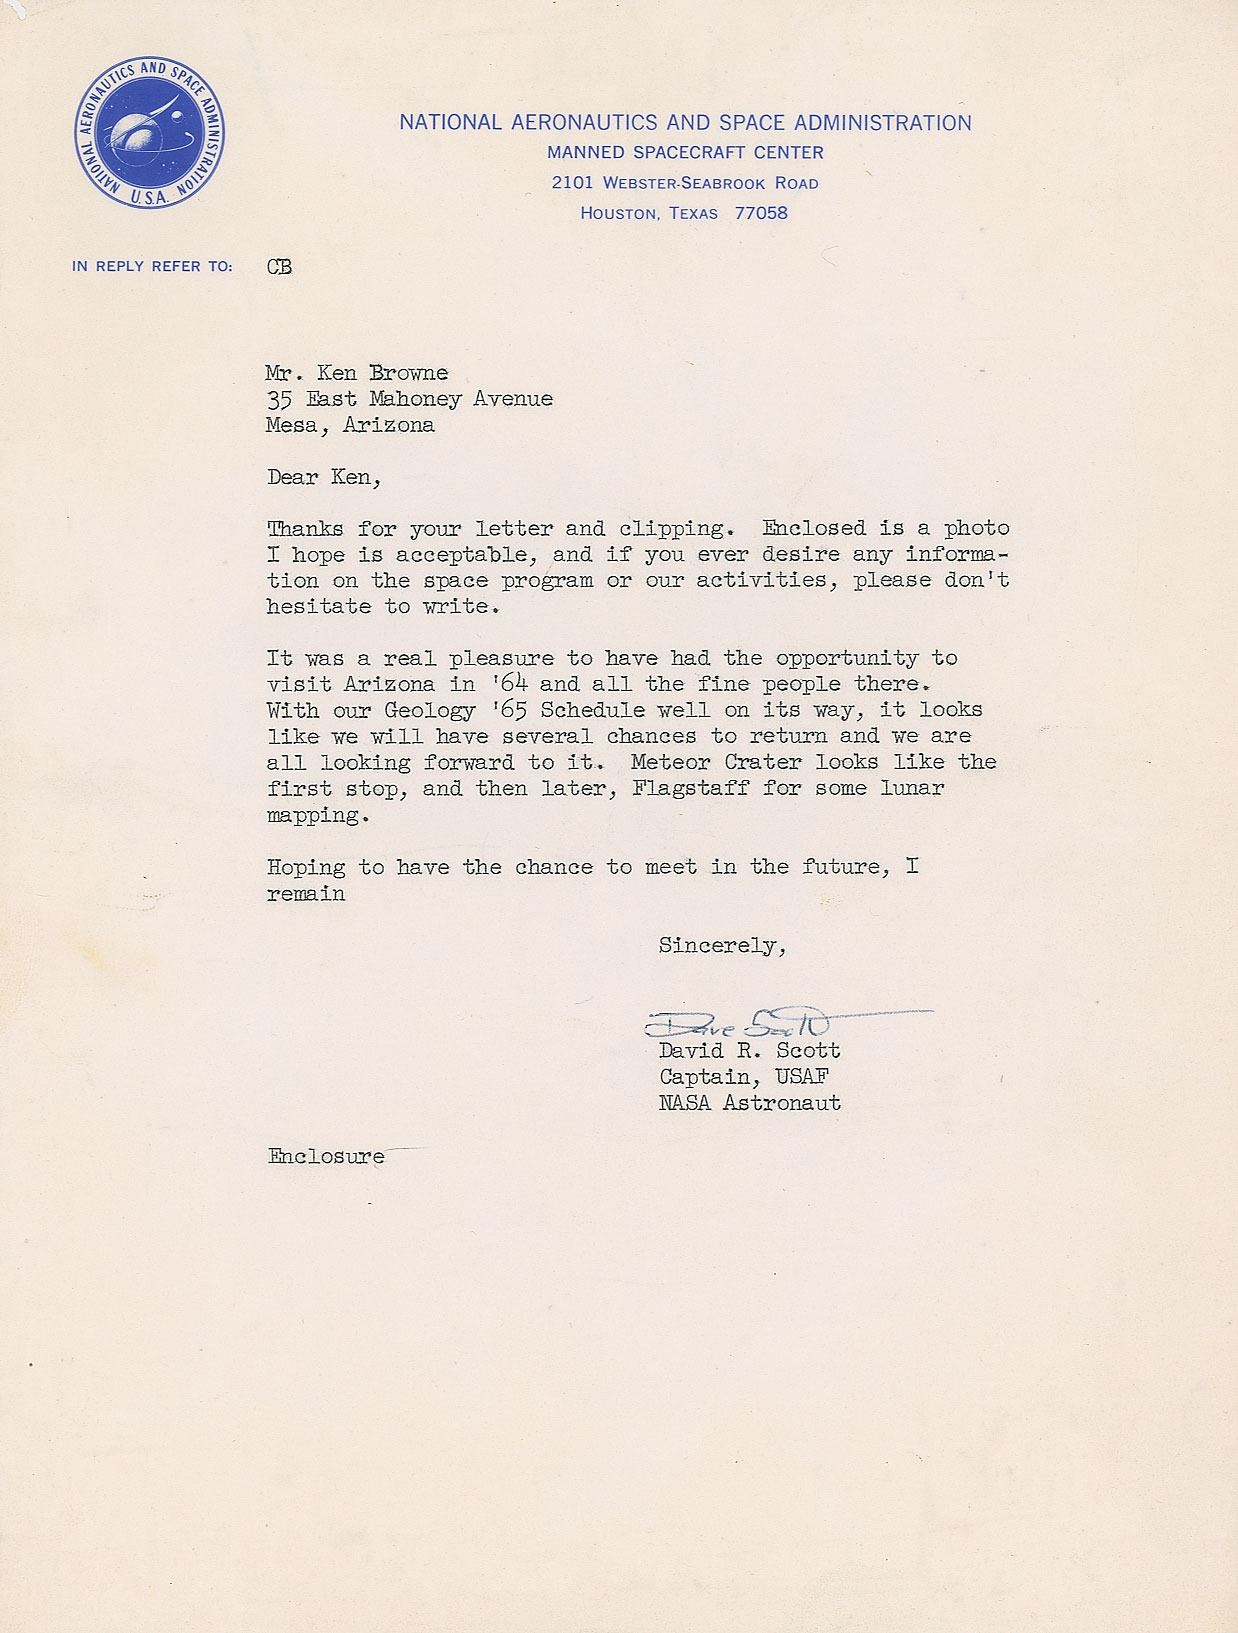 NATIONAL AERONAUTICS AND SPACE ADMINISTRATION
U.S.A.
NATIONAL AERONAUTICS AND SPACE ADMINISTRATION
MANNED SPACECRAFT CENTER
2101 WEBSTER-SEABROOK ROAD
HOUSTON, TEXAS 77058
IN REPLY REFER TO: CB
Mr. Ken Browne
35 East Mahoney Avenue
Mesa, Arizona
Dear Ken,
Thanks for your letter and clipping. Enclosed is a photo
I hope is acceptable, and if you ever desire any informa-
tion on the space program or our activities, please don't
hesitate to write.
It was a real pleasure to have had the opportunity to
visit Arizona in '64 and all the fine people there.
With our Geology '65 Schedule well on its way, it looks
like we will have several chances to return and we are
all looking forward to it. Meteor Crater looks like the
first stop, and then later, Flagstaff for some lunar
mapping.
Hoping to have the chance to meet in the future, I
remain
Sincerely,
Dave Scott
David R. Scott
Captain, USAF
NASA Astronaut
Enclosure